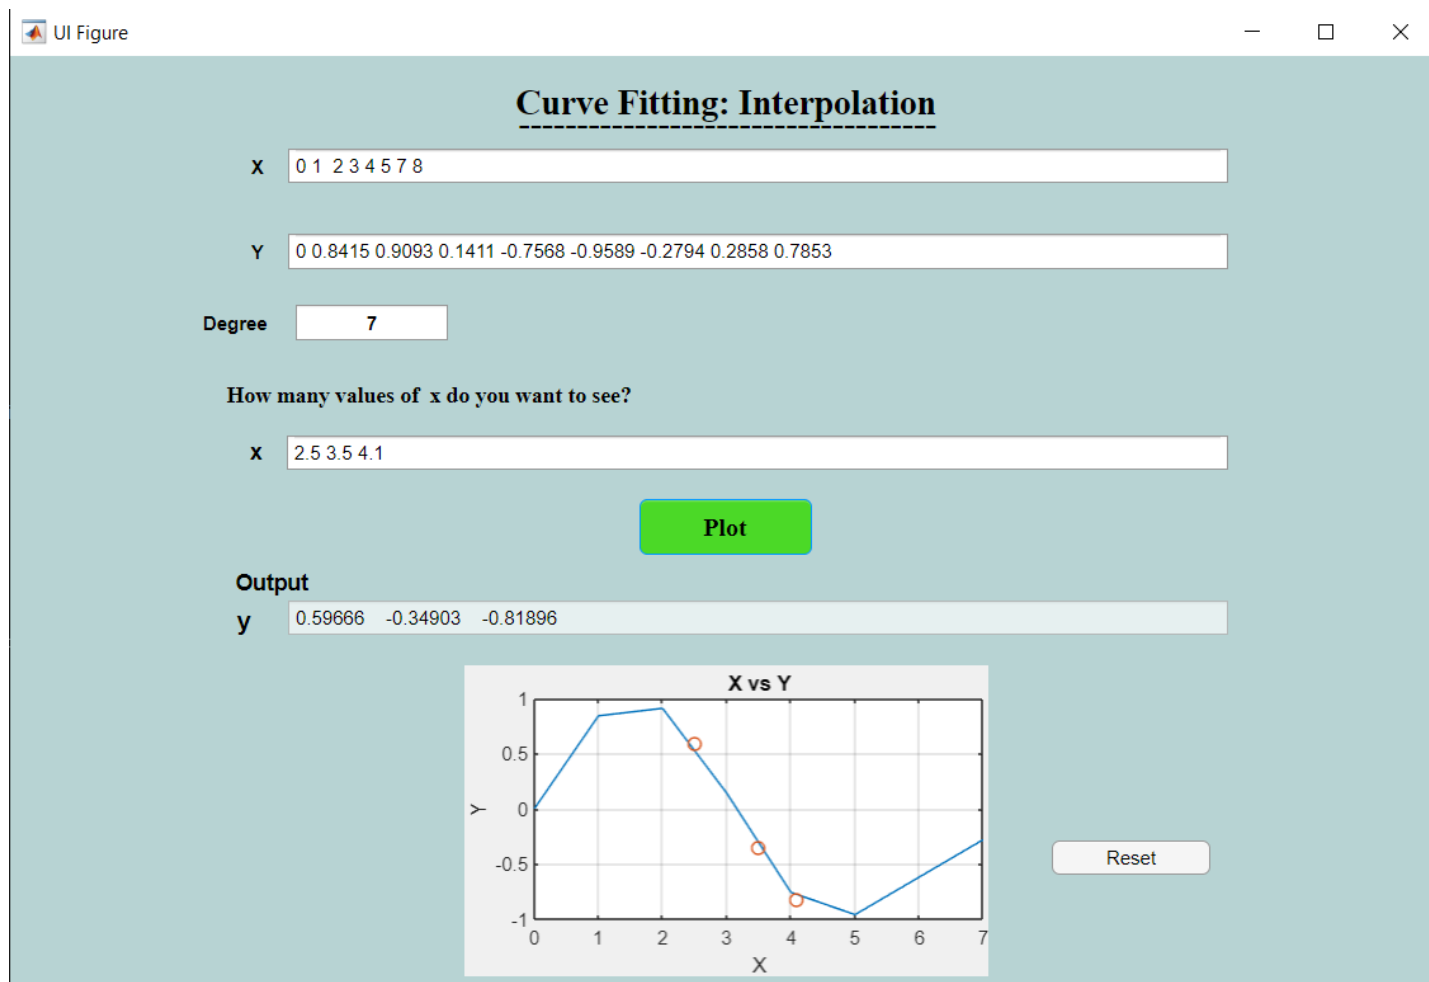 UI Figure
Curve Fitting: Interpolation
X 0 1  2 3 4 5 7 8
Y 0 0.8415 0.9093 0.1411 -0.7568 -0.9589 -0.2794 0.2858 0.7853
Degree 7
How many values of  x do you want to see?
x 2.5 3.5 4.1
Plot
Output
y 0.59666 -0.34903 -0.81896
X vs Y
1
0.5
0
-0.5
-1
Y
0 1 2 3 4 5 6 7
X
Reset